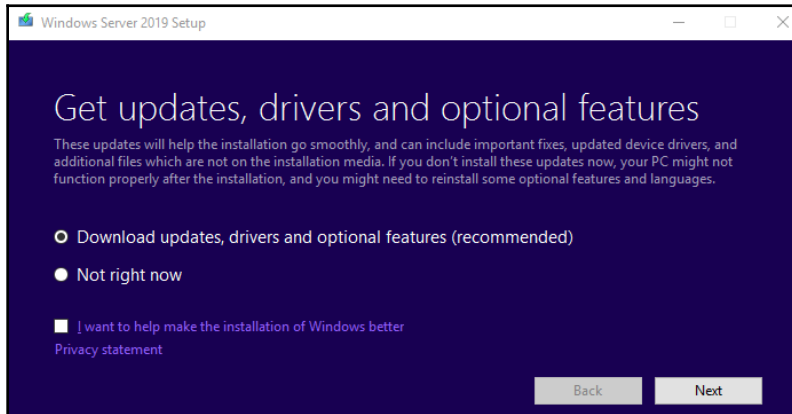 Windows Server 2019 Setup
Get updates, drivers and optional features
These updates will help the installation go smoothly, and can include important fixes, updated device drivers, and
additional files which are not on the installation media. If you don't install these updates now, your PC might not
function properly after the installation, and you might need to reinstall some optional features and languages.
Download updates, drivers and optional features (recommended)
Not right now
I want to help make the installation of Windows better
Privacy statement
Back Next